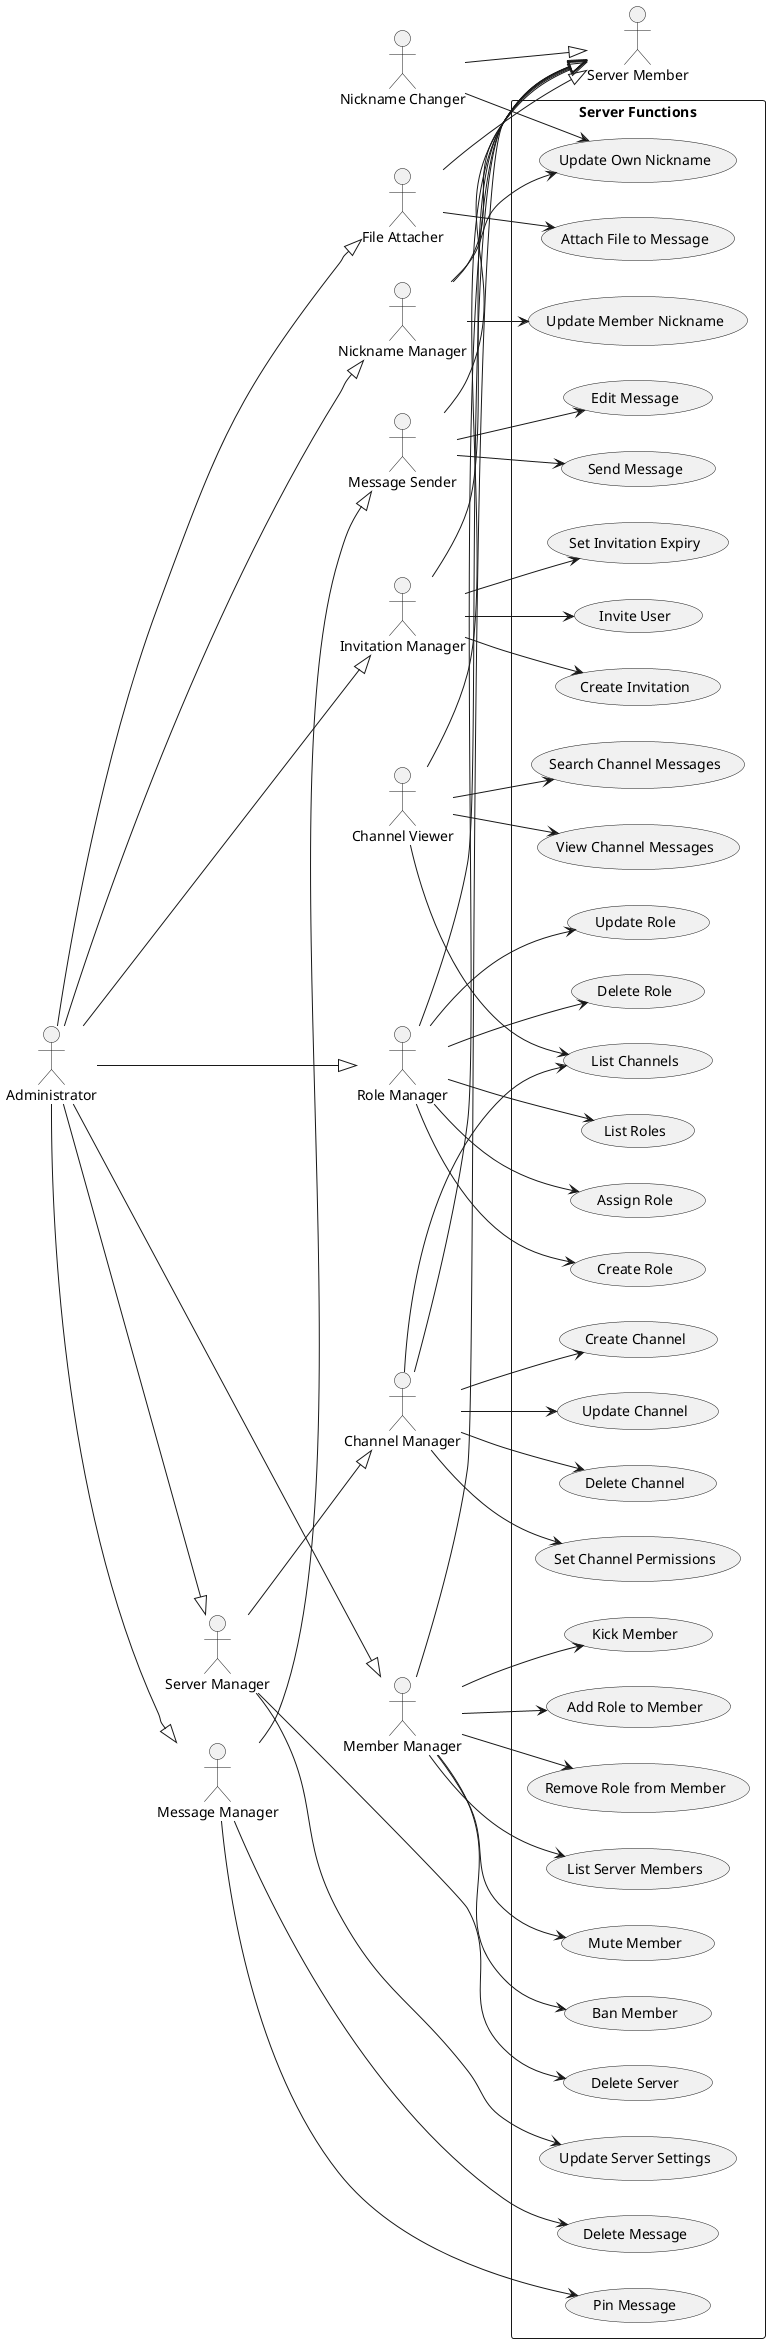 Server Member
Nickname Changer
Server Functions
Update Own Nickname
File Attacher
Attach File to Message
Nickname Manager
Update Member Nickname
Edit Message
Message Sender
Send Message
Set Invitation Expiry
Invitation Manager
Invite User
Create Invitation
Search Channel Messages
Channel Viewer
View Channel Messages
Update Role
Delete Role
Administrator
Role Manager
List Channels
List Roles
Assign Role
Create Role
Create Channel
Channel Manager
Update Channel
Delete Channel
Set Channel Permissions
Kick Member
Server Manager
Add Role to Member
Member Manager
Remove Role from Member
Message Manager
List Server Members
Mute Member
Ban Member
Delete Server
Update Server Settings
Delete Message
Pin Message